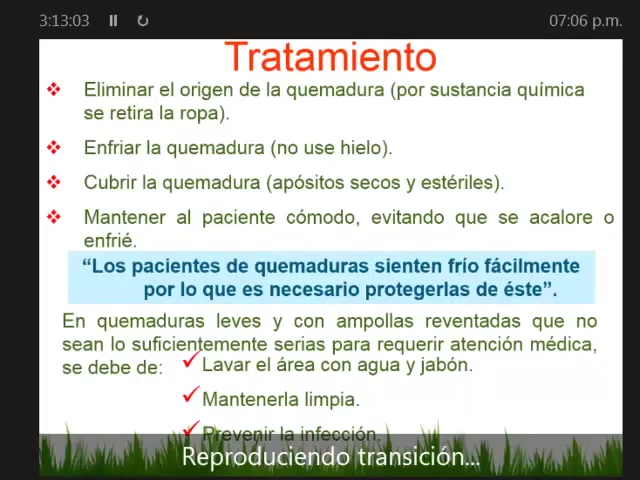 3:13:03
07:06 p.m.
Tratamiento
Eliminar el origen de la quemadura (por sustancia química
se retira la ropa).
Enfriar la quemadura (no use hielo).
Cubrir la quemadura (apósitos secos y estériles).
Mantener al paciente cómodo, evitando que se acalore o
enfrié.
“Los pacientes de quemaduras sienten frío fácilmente
por lo que es necesario protegerlas de éste”.
En quemaduras leves y con ampollas reventadas que no
sean lo suficientemente serias para requerir atención médica,
se debe de:
Lavar el área con agua y jabón.
Mantenerla limpia.
Prevenir la infección.
Reproduciendo transición...